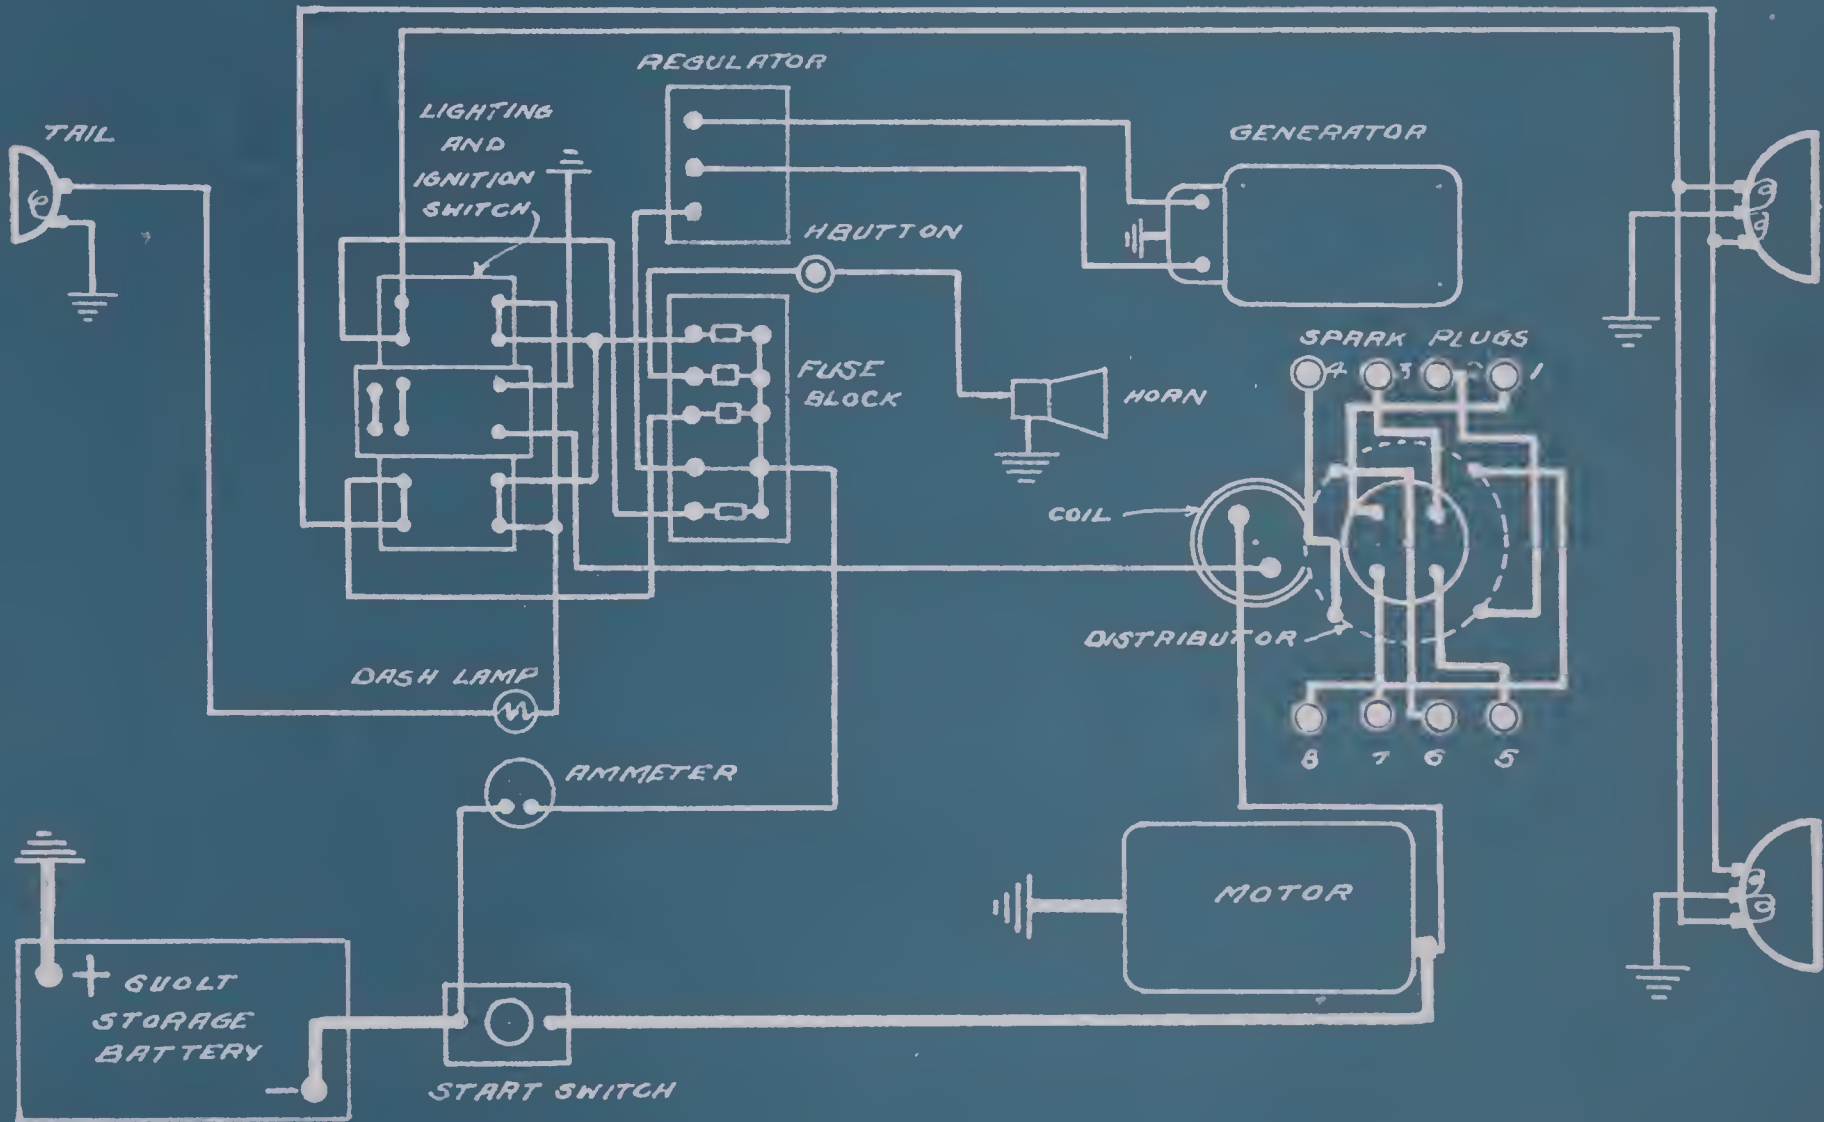 REGULATOR
LIGHTING
AND
IGNITION
SWITCH
TAIL
GENERATOR
HBUTTON
SPARK PLUGS
4 3 2 1
FUSE
BLOCK
HORN
COIL
DISTRIBUTOR
DASH LAMP
8 7 6 5
AMMETER
MOTOR
+ 6VOLT
STORAGE
BATTERY
-
START SWITCH